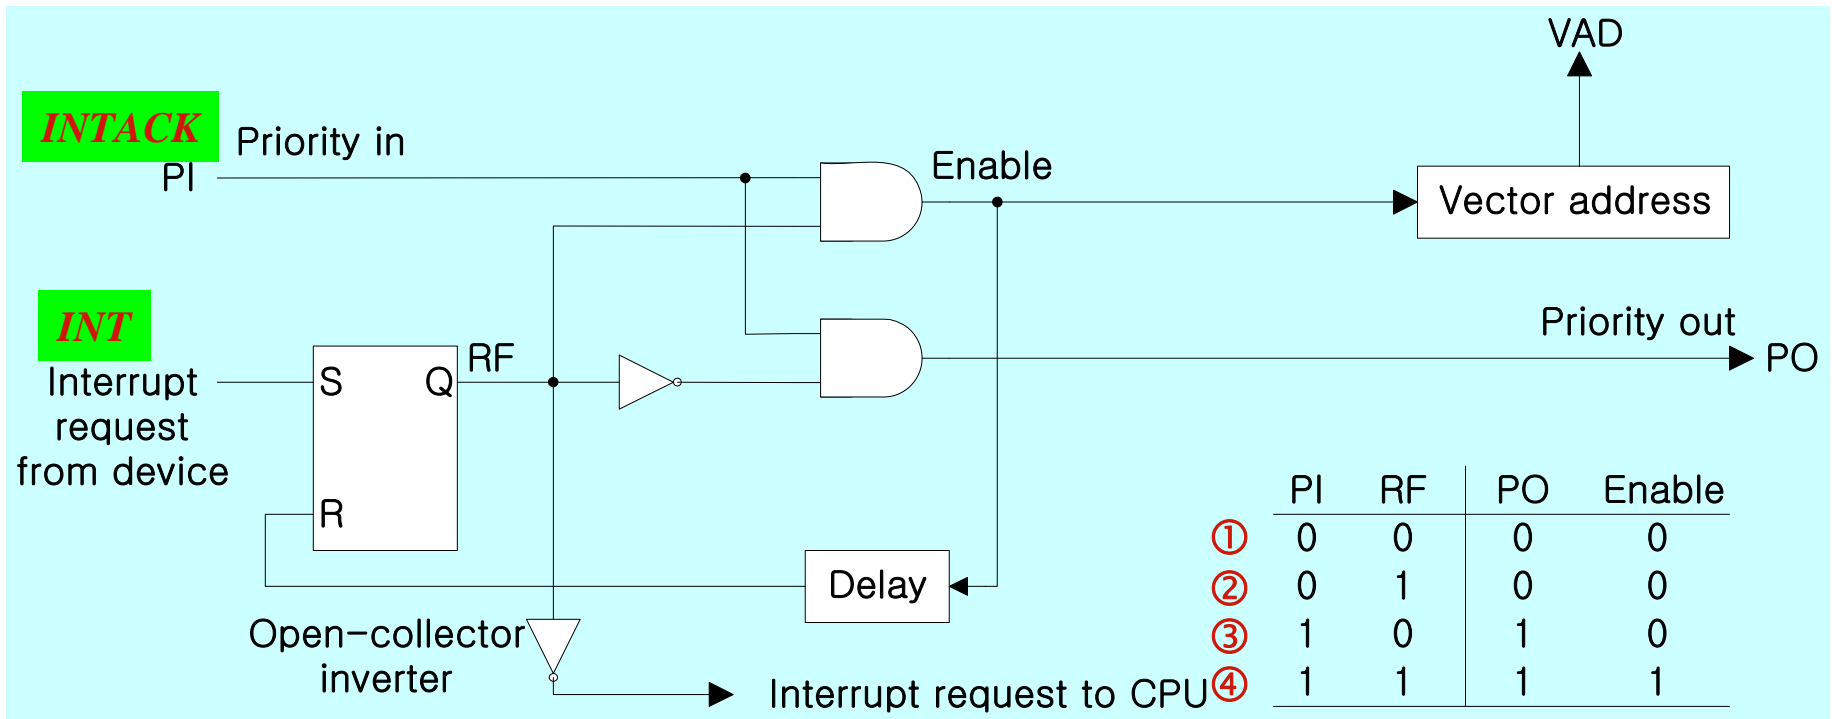 VAD
INTACK
Priority in
PI
Enable
Vector address
INT
Interrupt
request
from device
S Q
R
RF
Priority out
PO
Delay
Open-collector
inverter
Interrupt request to CPU
PI RF PO Enable
① 0 0 0 0
② 0 1 0 0
③ 1 0 1 0
④ 1 1 1 1